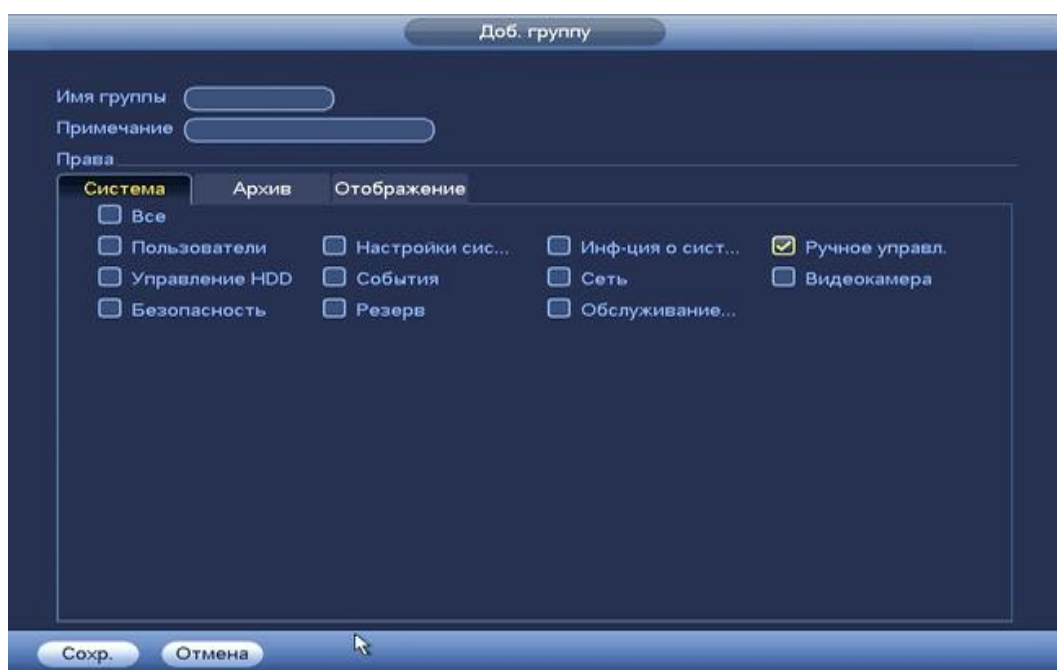 Доб. группу
Имя группы
Примечание
Права
Система Архив Отображение
Все
Пользователи Настройки сис... Инф-ция о сист... Ручное управл.
Управление HDD События Сеть Видеокамера
Безопасность Резерв Обслуживание...
Сохр. Отмена